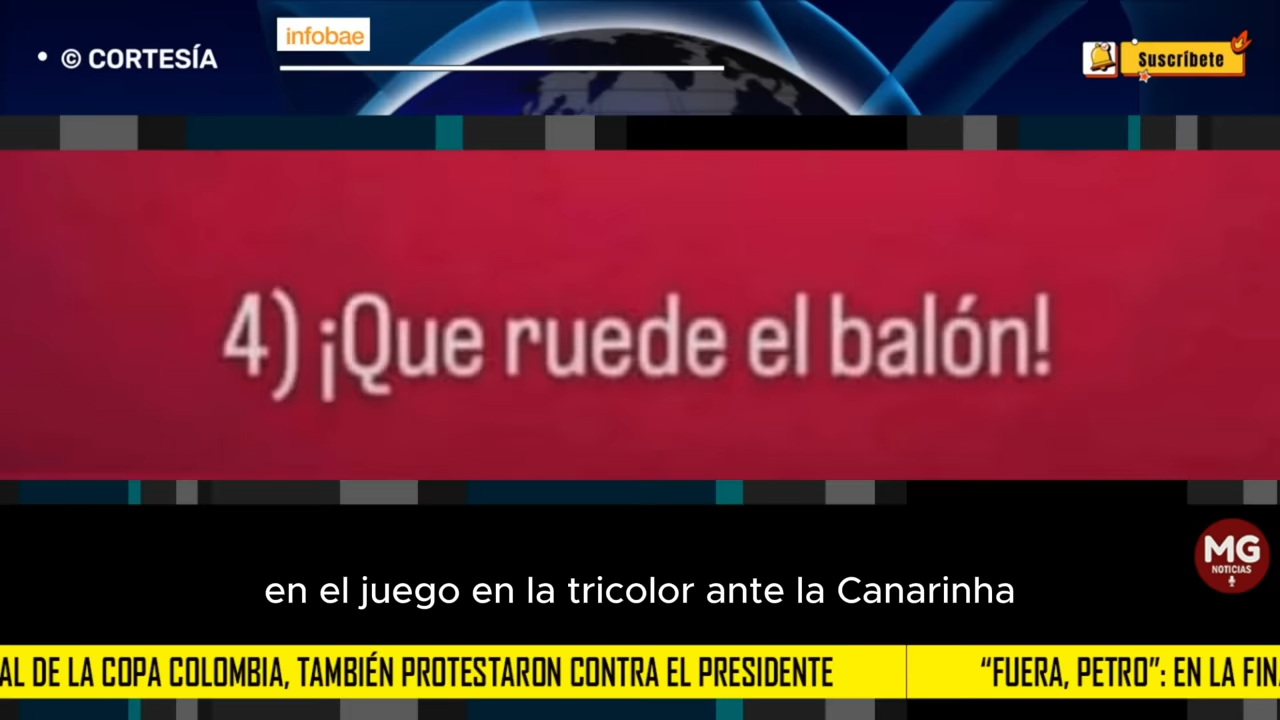 • © CORTESÍA
infobae
Suscríbete
4) ¡Que ruede el balón!
MG
NOTICIAS
en el juego en la tricolor ante la Canarinha
AL DE LA COPA COLOMBIA, TAMBIÉN PROTESTARON CONTRA EL PRESIDENTE
“FUERA, PETRO”: EN LA FIN